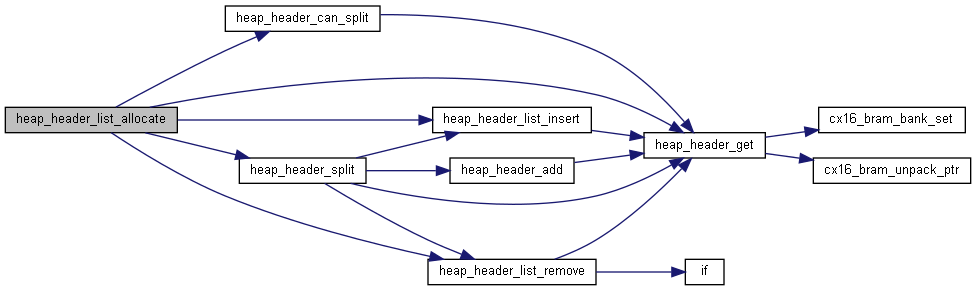 heap_header_can_split
heap_header_list_allocate
heap_header_list_insert
cx16_bram_bank_set
heap_header_get
heap_header_split
heap_header_add
cx16_bram_unpack_ptr
heap_header_list_remove
if